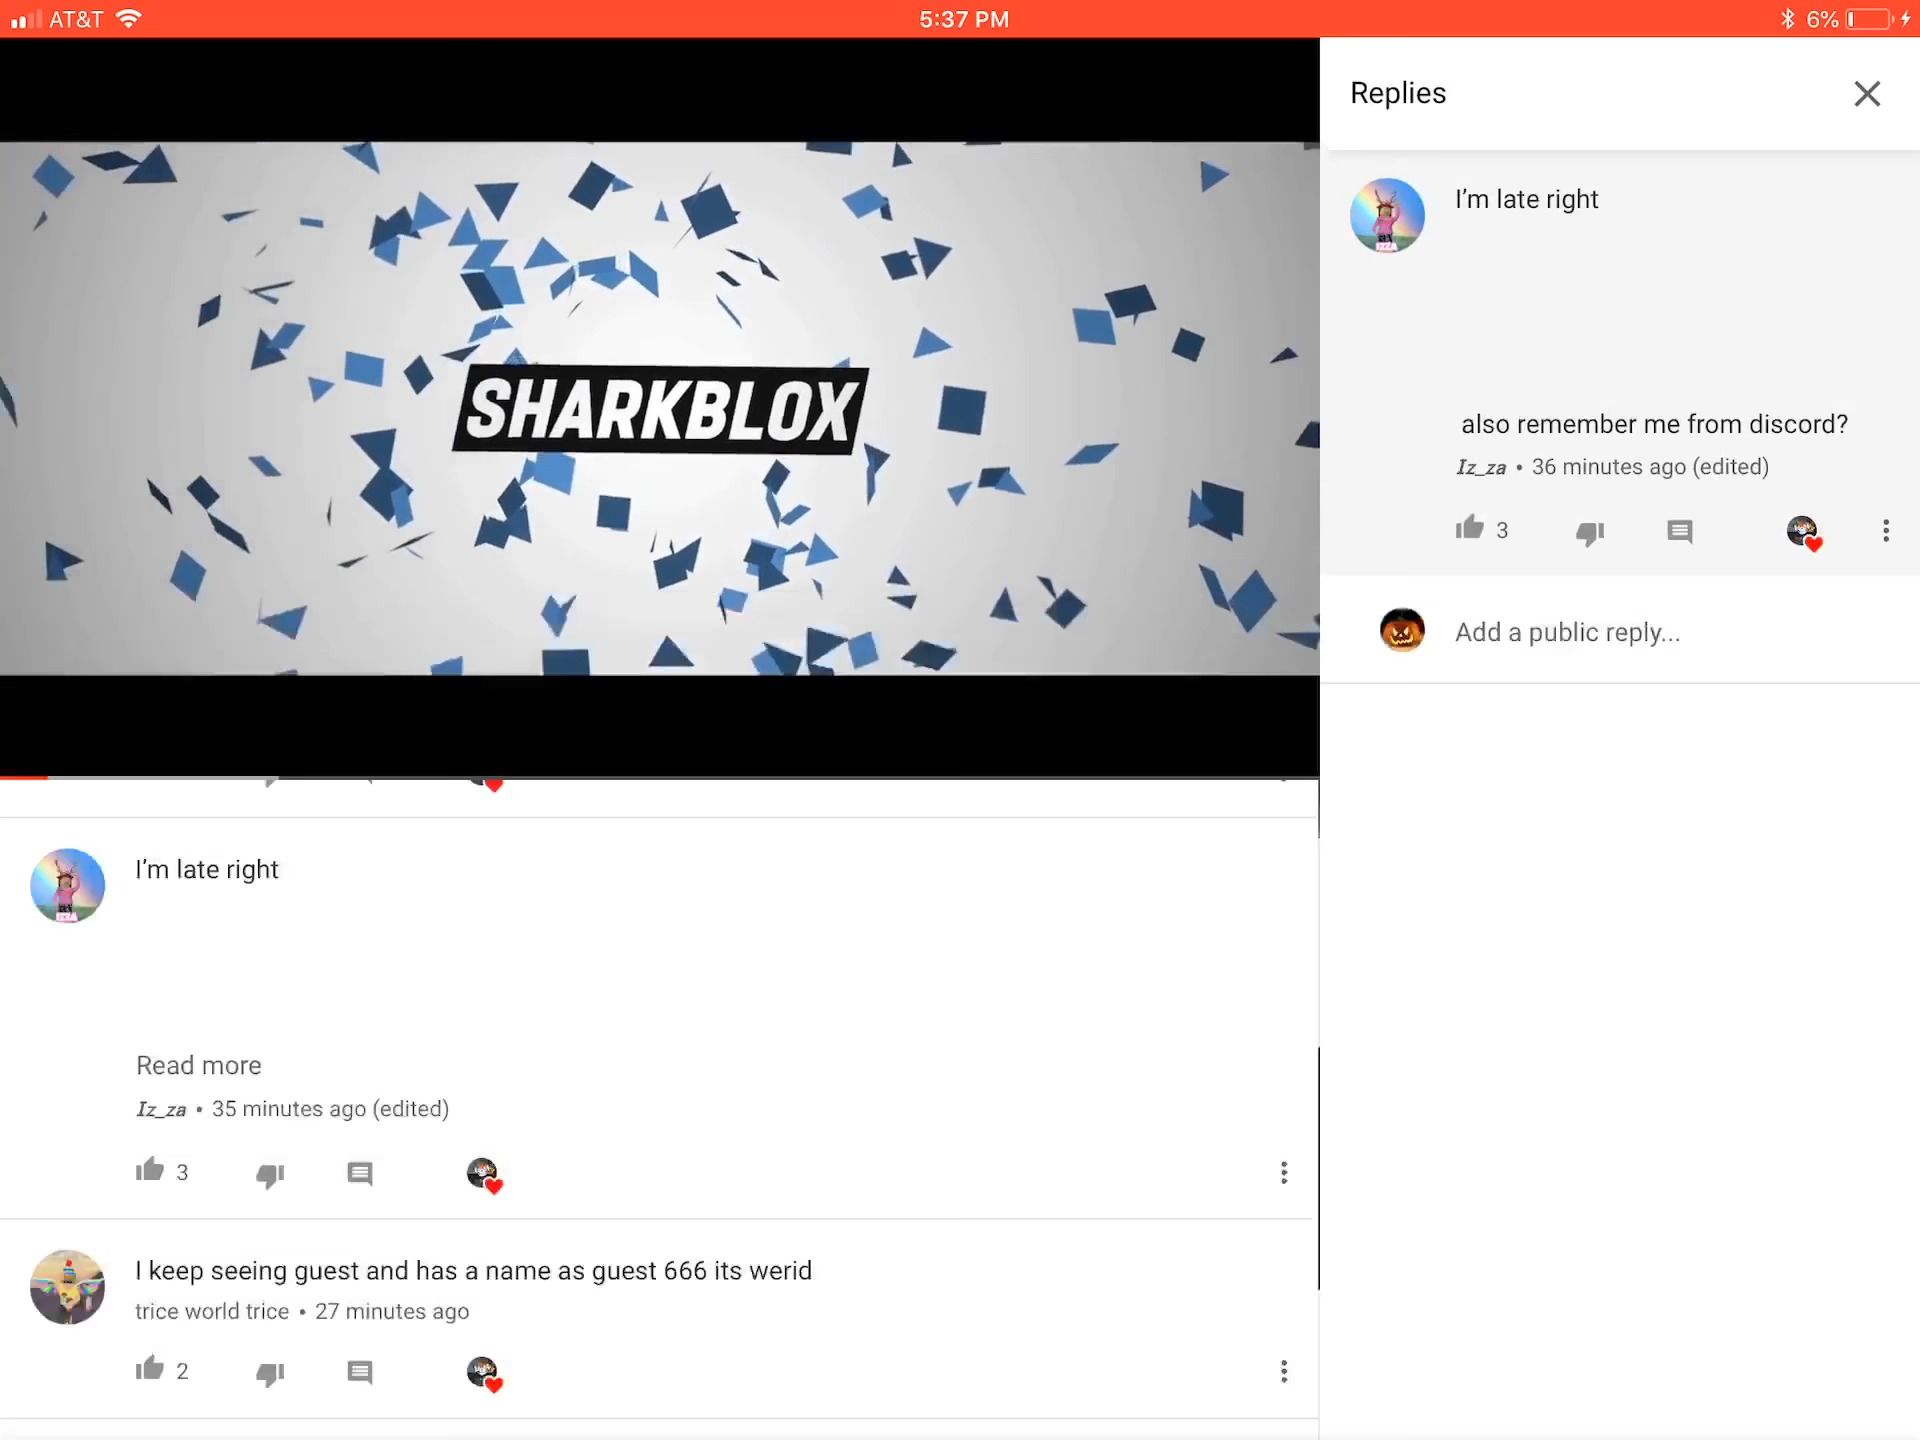 AT&T
5:37 PM
6%
SHARKBLOX
I'm late right
Read more
Iz_za • 35 minutes ago (edited)
3
I keep seeing guest and has a name as guest 666 its werid
trice world trice • 27 minutes ago
2
Replies
I'm late right
also remember me from discord?
Iz_za • 36 minutes ago (edited)
3
Add a public reply...